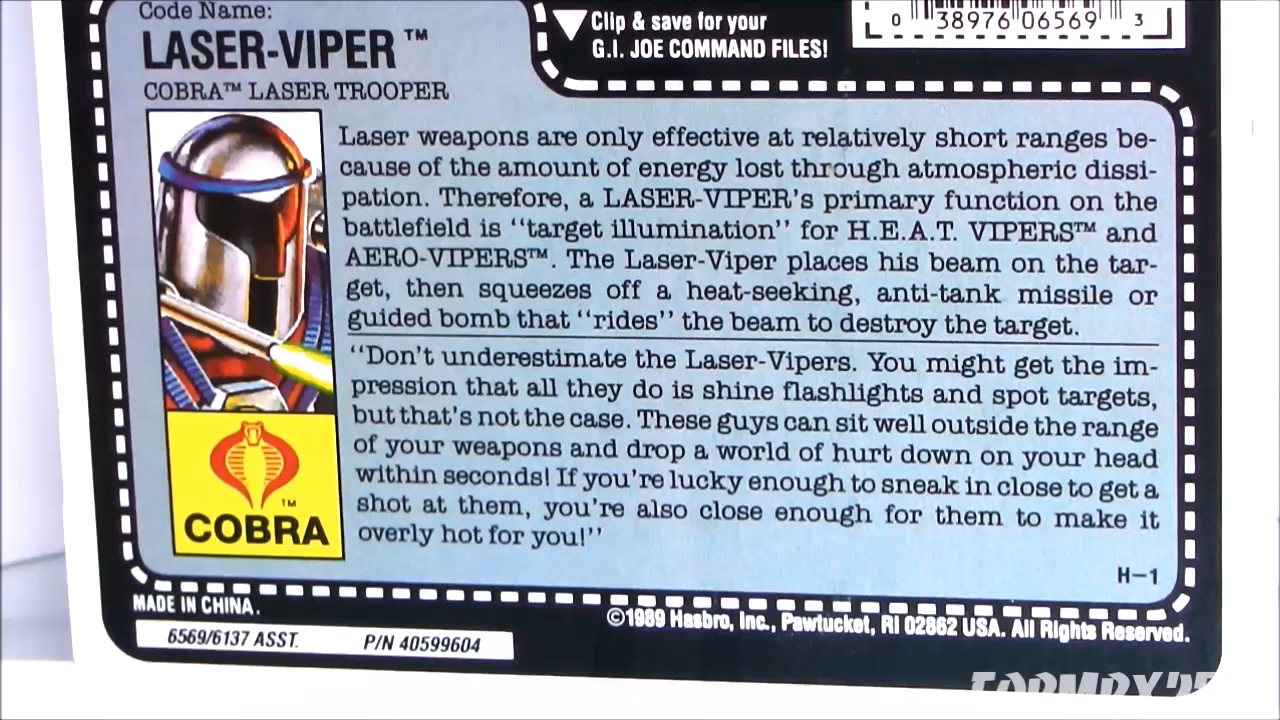 Code Name:
LASER-VIPER™
COBRA™ LASER TROOPER
Clip & save for your
G.I. JOE COMMAND FILES!
0 38976 06569 3
Laser weapons are only effective at relatively short ranges be-
cause of the amount of energy lost through atmospheric dissi-
pation. Therefore, a LASER-VIPER's primary function on the
battlefield is “target illumination” for H.E.A.T. VIPERS™ and
AERO-VIPERS™. The Laser-Viper places his beam on the tar-
get, then squeezes off a heat-seeking, anti-tank missile or
guided bomb that “rides” the beam to destroy the target.
“Don't underestimate the Laser-Vipers. You might get the im-
pression that all they do is shine flashlights and spot targets,
but that's not the case. These guys can sit well outside the range
of your weapons and drop a world of hurt down on your head
within seconds! If you're lucky enough to sneak in close to get a
shot at them, you're also close enough for them to make it
overly hot for you!”
TM
COBRA
H-1
MADE IN CHINA.
©1989 Hasbro, Inc., Pawtucket, RI 02862 USA. All Rights Reserved.
6569/6137 ASST. P/N 40599604